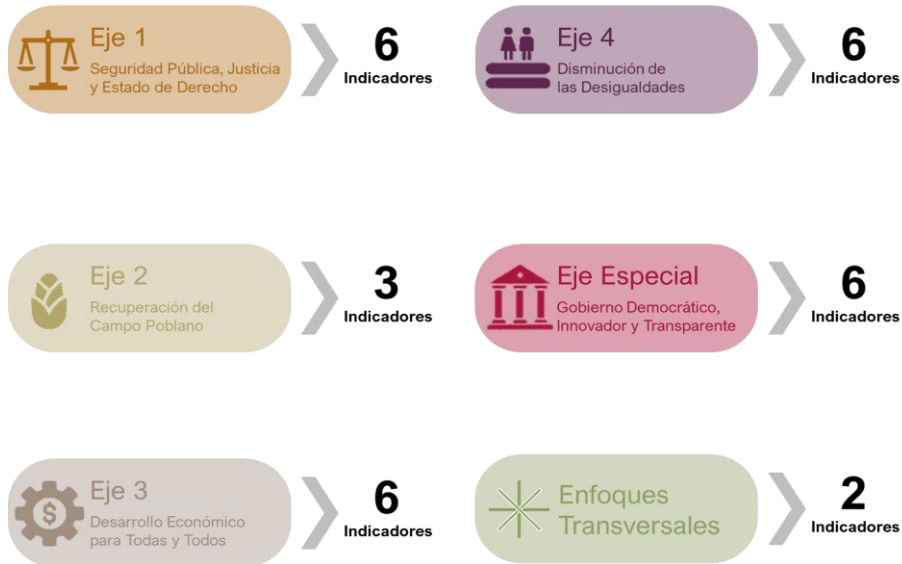 Eje 1
Seguridad Pública, Justicia
y Estado de Derecho
6
Indicadores
Eje 4
Disminución de
las Desigualdades
6
Indicadores
Eje 2
Recuperación del
Campo Poblano
3
Indicadores
Eje Especial
Gobierno Democrático,
Innovador y Transparente
6
Indicadores
Eje 3
Desarrollo Económico
para Todas y Todos
6
Indicadores
Enfoques
Transversales
2
Indicadores
$